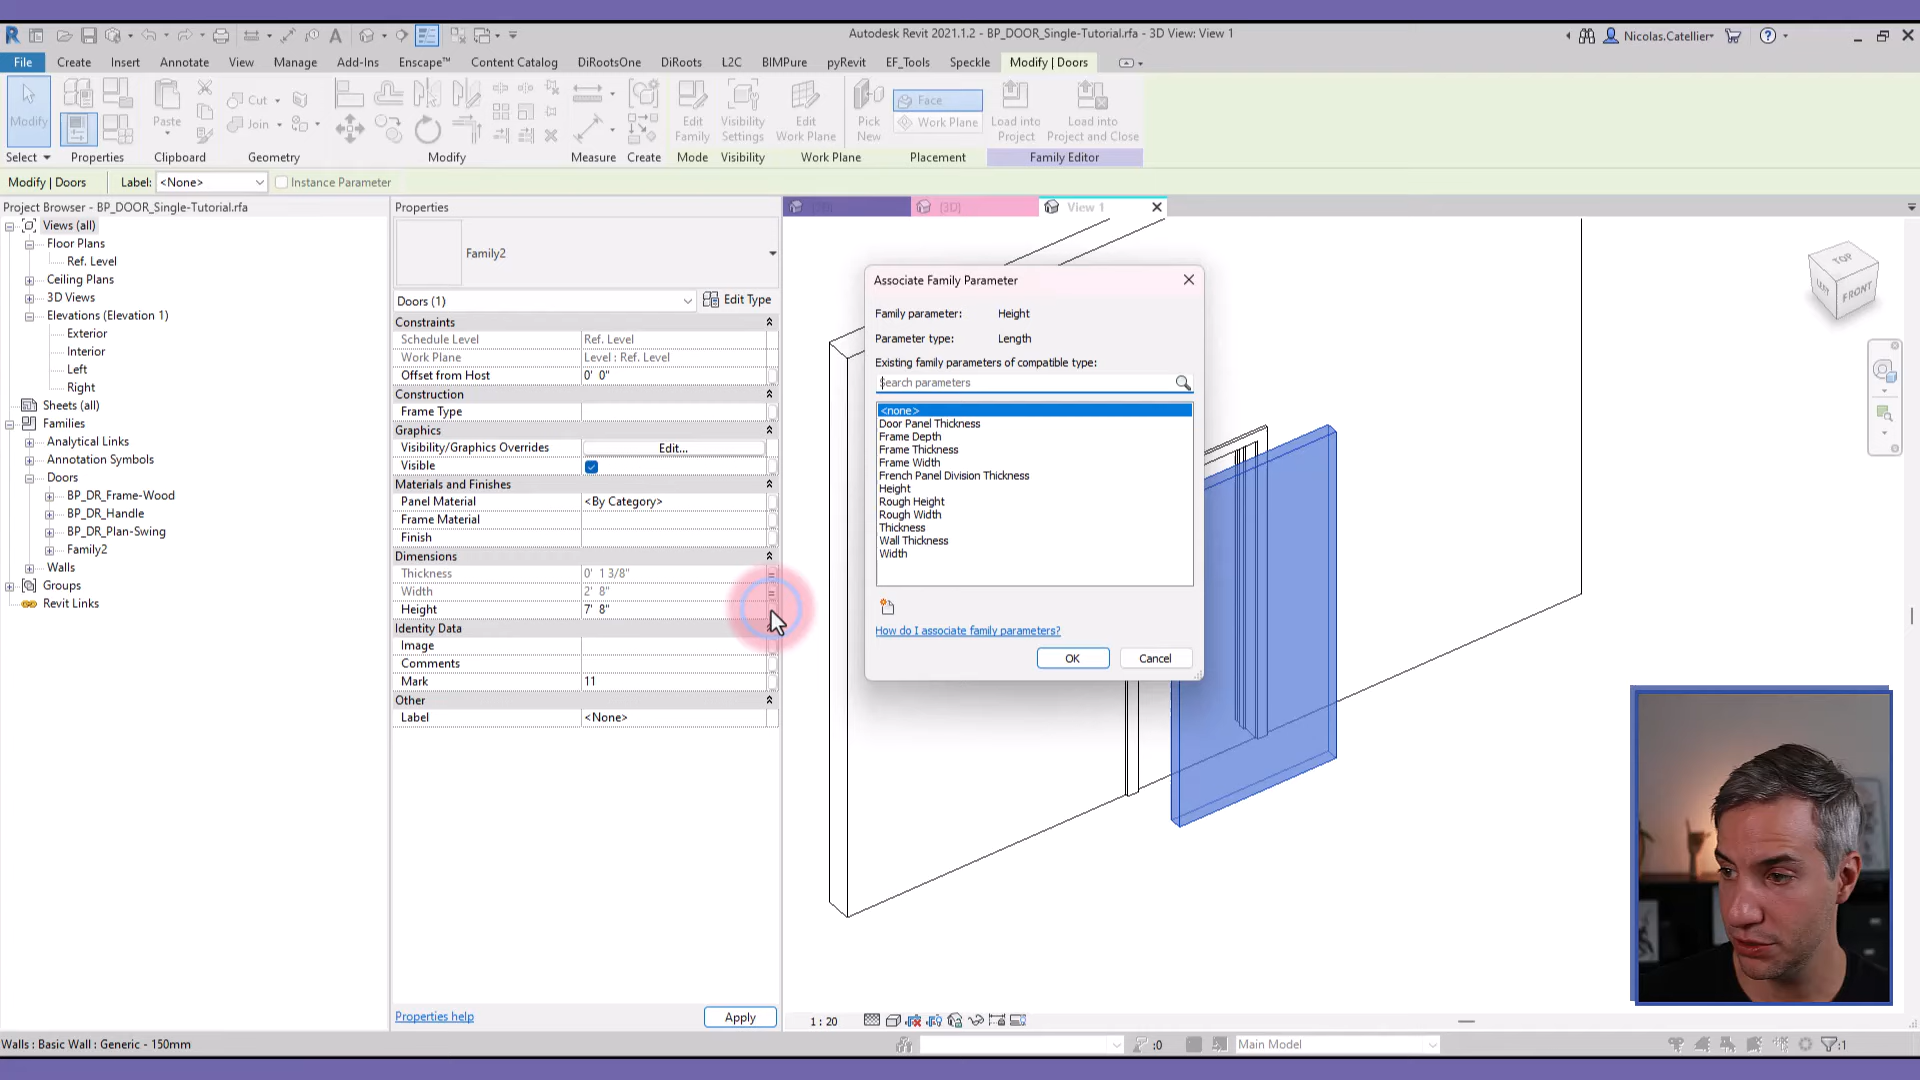 Autodesk Revit 2021.1.2 - BP_DOOR_Single-Tutorial.rfa - 3D View: View 1
Nicolas.Catellier*
File Create Insert Annotate View Manage Add-Ins Enscape™ Content Catalog DiRootsOne DiRoots L2C BIMPure pyRevit EF_Tools Speckle Modify | Doors
Modify
Paste
Cut
Join
Edit Family
Visibility Settings
Edit Work Plane
Pick New
Face
Work Plane
Load into Project
Load into Project and Close
Select Properties Clipboard Geometry Modify Measure Create Mode Visibility Work Plane Placement Family Editor
Modify | Doors Label: <None> Instance Parameter
Project Browser - BP_DOOR_Single-Tutorial.rfa
Views (all)
Floor Plans
Ref. Level
Ceiling Plans
3D Views
Elevations (Elevation 1)
Exterior
Interior
Left
Right
Sheets (all)
Families
Analytical Links
Annotation Symbols
Doors
BP_DR_Frame-Wood
BP_DR_Handle
BP_DR_Plan-Swing
Family2
Walls
Groups
Revit Links
Properties
Family2
Doors (1) Edit Type
Constraints
Schedule Level Ref. Level
Work Plane Level : Ref. Level
Offset from Host 0' 0"
Construction
Frame Type
Graphics
Visibility/Graphics Overrides Edit...
Visible
Materials and Finishes
Panel Material <By Category>
Frame Material
Finish
Dimensions
Thickness 0' 1 3/8"
Width 2' 8"
Height 7' 8"
Identity Data
Image
Comments
Mark 11
Other
Label <None>
Properties help Apply
{3D} View 1
Associate Family Parameter
Family parameter: Height
Parameter type: Length
Existing family parameters of compatible type:
Search parameters
<none>
Door Panel Thickness
Frame Depth
Frame Thickness
Frame Width
French Panel Division Thickness
Height
Rough Height
Rough Width
Thickness
Wall Thickness
Width
How do I associate family parameters?
OK Cancel
TOP
LEFT FRONT
1 : 20
Walls : Basic Wall : Generic - 150mm
:0 Main Model :1